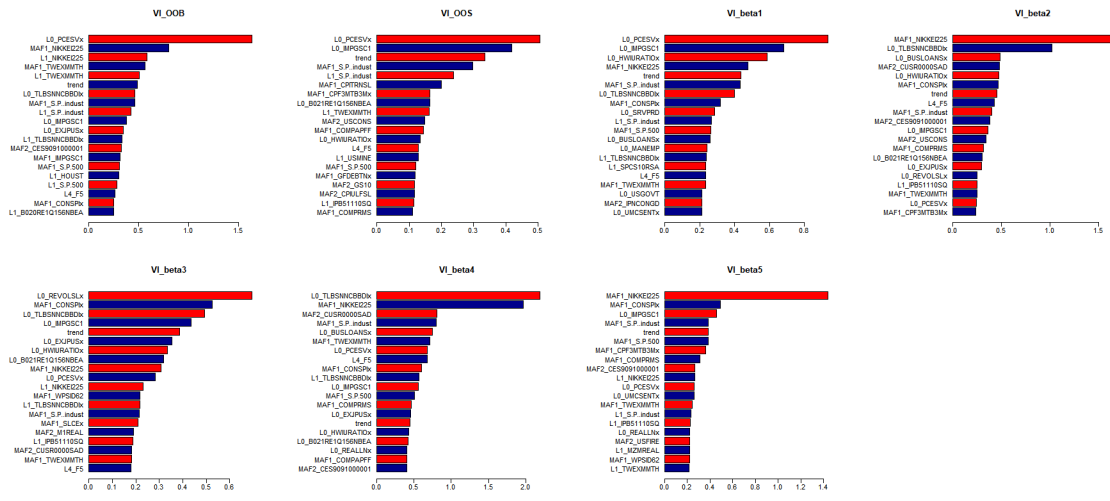 VI_OOB
L0_PCESVx
MAF1_NIKKEI225
L1_NIKKEI225
MAF1_TWEXMMTH
L1_TWEXMMTH
trend
L0_TLBSNNCBBDIx
MAF1_S.P..indust
L1_S.P..indust
L0_IMPGSC1
L0_EXJPUSx
L1_TLBSNNCBBDIx
MAF2_CES9091000001
MAF1_IMPGSC1
MAF1_S.P.500
L1_HOUST
L1_S.P.500
L4_F5
MAF1_CONSPIx
L1_B020RE1Q156NBEA
0.0 0.5 1.0 1.5
VI_OOS
L0_PCESVx
L0_IMPGSC1
trend
MAF1_S.P..indust
L1_S.P..indust
MAF1_CPITRNSL
MAF1_CPF3MTB3Mx
L0_B021RE1Q156NBEA
L1_TWEXMMTH
MAF2_USCONS
MAF1_COMPAPFF
L0_HWIURATIOx
L4_F5
L1_USMINE
MAF1_S.P.500
MAF1_GFDEBTNx
MAF2_GS10
MAF2_CPIULFSL
L1_IPB51110SQ
MAF1_COMPRMS
0.0 0.1 0.2 0.3 0.4 0.5
VI_beta1
L0_PCESVx
L0_IMPGSC1
L0_HWIURATIOx
MAF1_NIKKEI225
trend
MAF1_S.P..indust
L0_TLBSNNCBBDIx
MAF1_CONSPIx
L0_SRVPRD
L1_S.P..indust
MAF1_S.P.500
L0_BUSLOANSx
L0_MANEMP
L1_TLBSNNCBBDIx
L1_SPCS10RSA
L4_F5
MAF1_TWEXMMTH
L0_USGOVT
MAF2_IPNCONGD
L0_UMCSENTx
0.0 0.2 0.4 0.6 0.8
VI_beta2
MAF1_NIKKEI225
L0_TLBSNNCBBDIx
L0_BUSLOANSx
MAF2_CUSR0000SAD
L0_HWIURATIOx
MAF1_CONSPIx
trend
L4_F5
MAF1_S.P..indust
MAF2_CES9091000001
L0_IMPGSC1
MAF2_USCONS
MAF1_COMPRMS
L0_B021RE1Q156NBEA
L0_EXJPUSx
L0_REVOLSLx
L1_IPB51110SQ
MAF1_TWEXMMTH
L0_PCESVx
MAF1_CPF3MTB3Mx
0.0 0.5 1.0 1.5
VI_beta3
L0_REVOLSLx
MAF1_CONSPIx
L0_TLBSNNCBBDIx
L0_IMPGSC1
trend
L0_EXJPUSx
L0_HWIURATIOx
L0_B021RE1Q156NBEA
MAF1_NIKKEI225
L0_PCESVx
L1_NIKKEI225
MAF1_WPSID62
L1_TLBSNNCBBDIx
MAF1_S.P..indust
MAF1_SLCEx
MAF2_M1REAL
L1_IPB51110SQ
MAF2_CUSR0000SAD
MAF1_TWEXMMTH
L4_F5
0.0 0.1 0.2 0.3 0.4 0.5 0.6
VI_beta4
L0_TLBSNNCBBDIx
MAF1_NIKKEI225
MAF2_CUSR0000SAD
MAF1_S.P..indust
L0_BUSLOANSx
MAF1_TWEXMMTH
L0_PCESVx
L4_F5
MAF1_CONSPIx
L1_TLBSNNCBBDIx
L0_IMPGSC1
MAF1_S.P.500
MAF1_COMPRMS
L0_EXJPUSx
trend
L0_HWIURATIOx
L0_B021RE1Q156NBEA
L0_REALLNx
MAF1_COMPAPFF
MAF2_CES9091000001
0.0 0.5 1.0 1.5 2.0
VI_beta5
MAF1_NIKKEI225
MAF1_CONSPIx
L0_IMPGSC1
MAF1_S.P..indust
trend
MAF1_S.P.500
MAF1_CPF3MTB3Mx
MAF1_COMPRMS
MAF2_CES9091000001
L1_NIKKEI225
L0_PCESVx
L0_UMCSENTx
MAF1_TWEXMMTH
L1_S.P..indust
L1_IPB51110SQ
L0_REALLNx
MAF2_USFIRE
L1_MZMREAL
MAF1_WPSID62
L1_TWEXMMTH
0.0 0.2 0.4 0.6 0.8 1.0 1.2 1.4